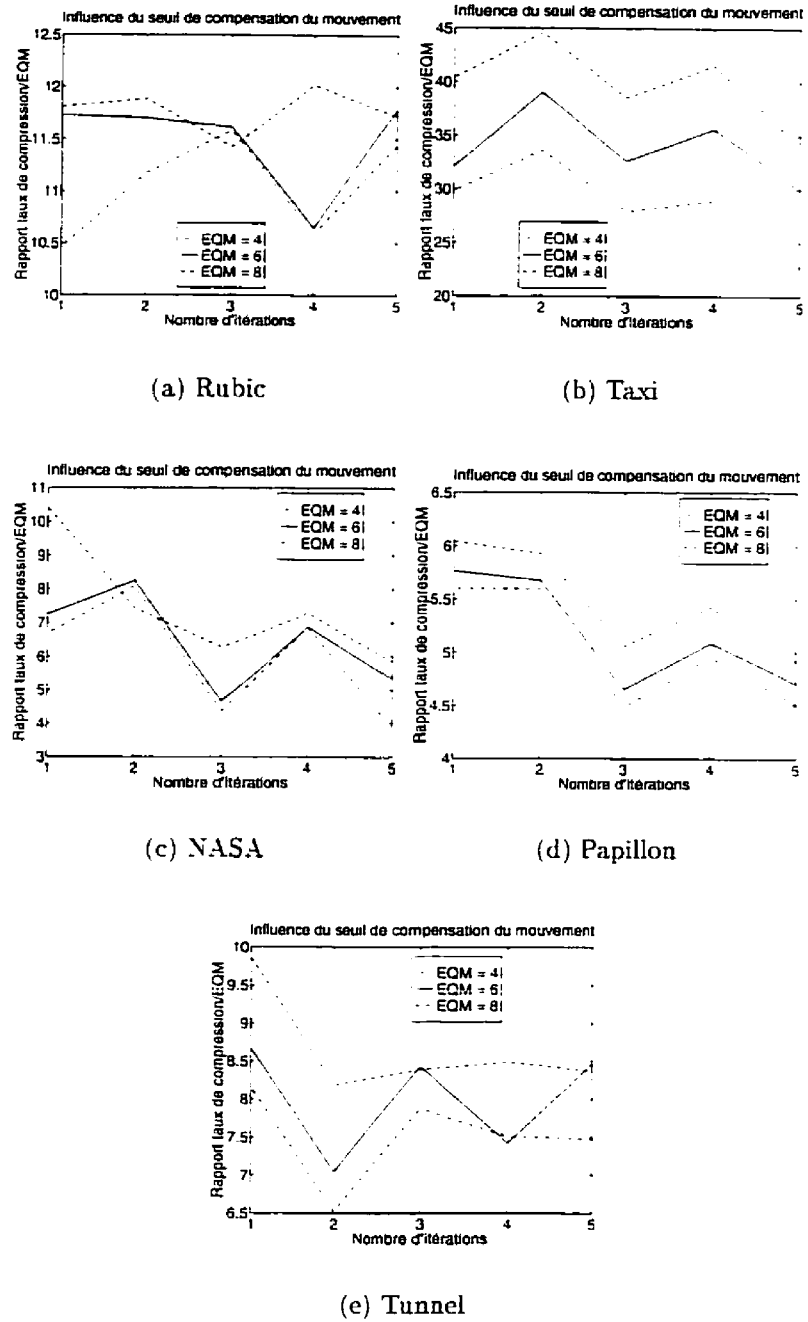 Influence du seuil de compensation du mouvement
12.5
12
11.5
11
10.5
10
Rapport taux de compression/EQM
EQM = 4
EQM = 6
EQM = 8
1 2 3 4 5
Nombre d'itérations
(a) Rubic
Influence du seuil de compensation du mouvement
45
40
35
30
25
20
Rapport taux de compression/EQM
EQM = 4
EQM = 6
EQM = 8
1 2 3 4 5
Nombre d'itérations
(b) Taxi
Influence du seuil de compensation du mouvement
11
10
9
8
7
6
5
4
3
Rapport taux de compression/EQM
EQM = 4
EQM = 6
EQM = 8
1 2 3 4 5
Nombre d'itérations
(c) NASA
Influence du seuil de compensation du mouvement
6.5
6
5.5
5
4.5
4
Rapport taux de compression/EQM
EQM = 4
EQM = 6
EQM = 8
1 2 3 4 5
Nombre d'itérations
(d) Papillon
Influence du seuil de compensation du mouvement
10
9.5
9
8.5
8
7.5
7
6.5
Rapport taux de compression/EQM
EQM = 4
EQM = 6
EQM = 8
1 2 3 4 5
Nombre d'itérations
(e) Tunnel